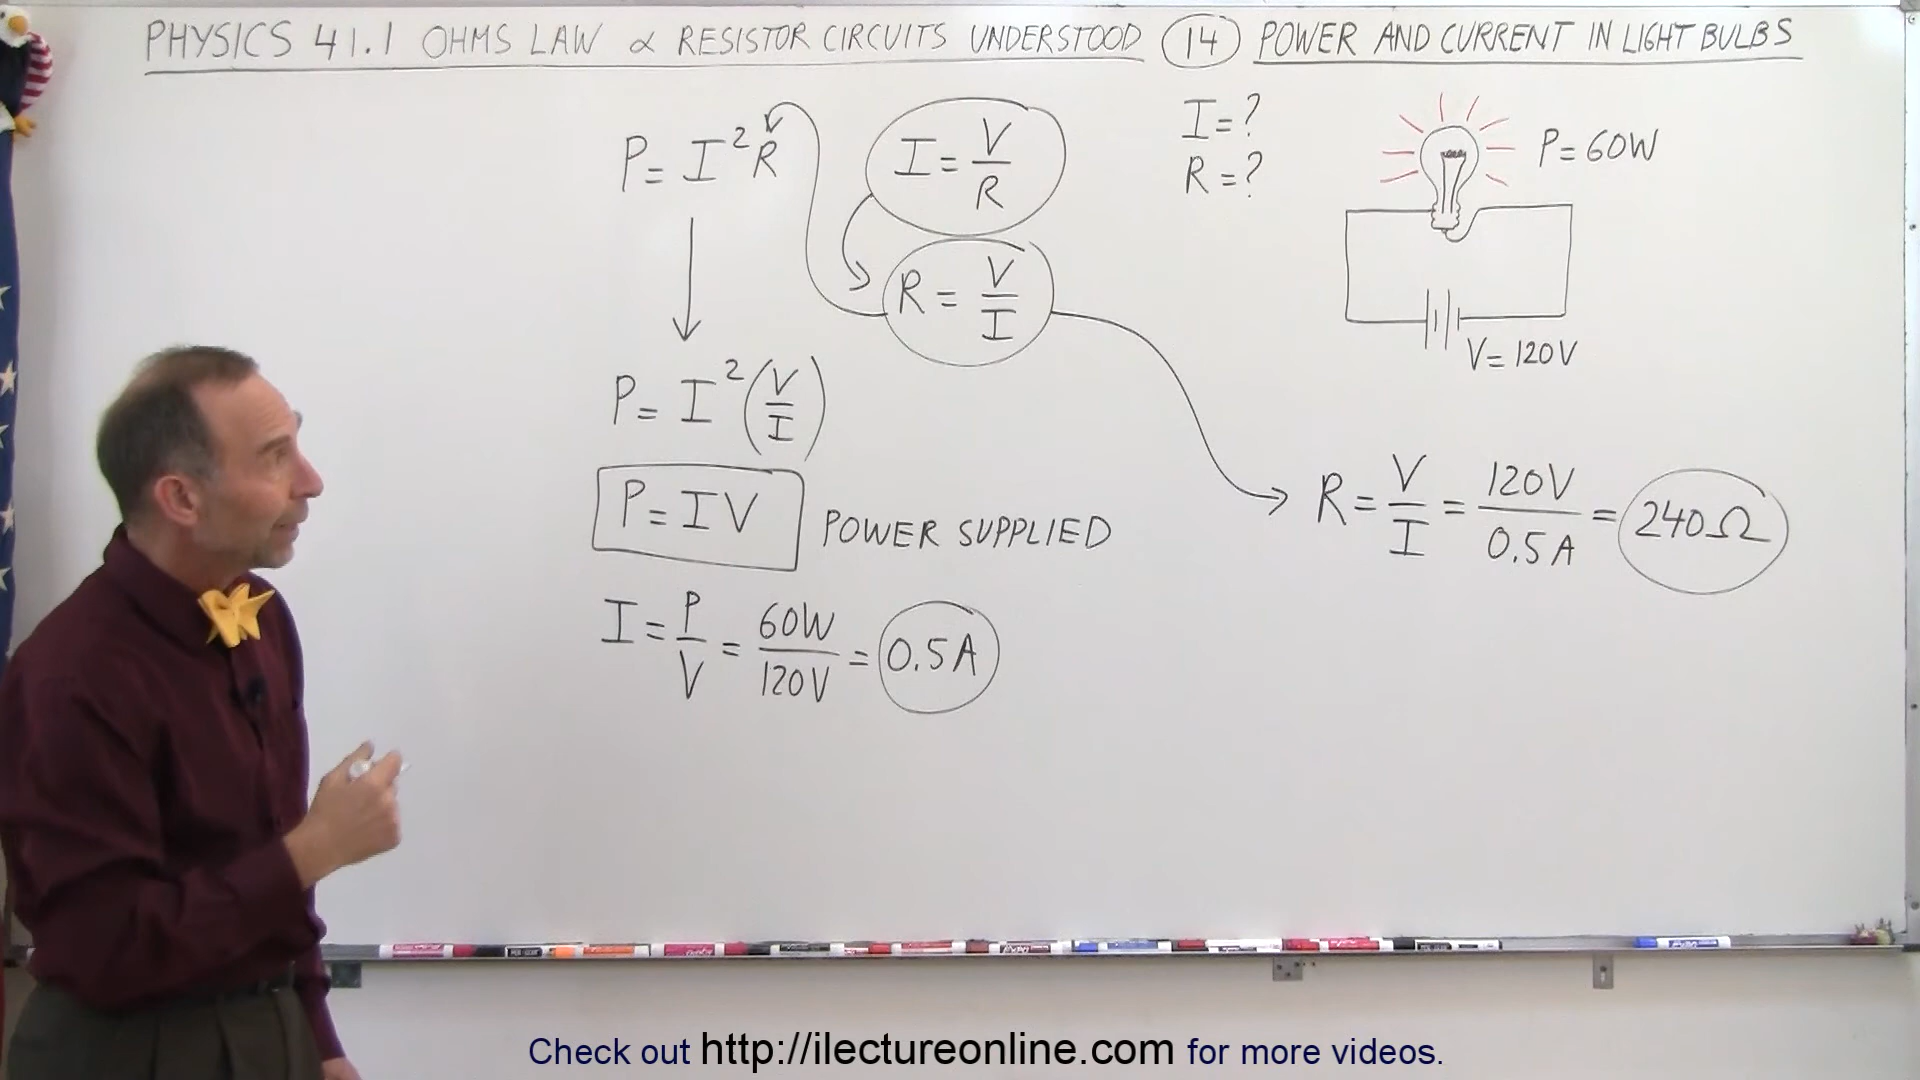 PHYSICS 41.1 OHMS LAW & RESISTOR CIRCUITS UNDERSTOOD 14 POWER AND CURRENT IN LIGHT BULBS
P = I²R
I = V/R
R = V/I
I = ?
R = ?
P = 60W
V = 120V
P = I²(V/I)
P = IV POWER SUPPLIED
I = P/V = 60W/120V = 0.5A
R = V/I = 120V/0.5A = 240Ω
Check out http://ilectureonline.com for more videos.